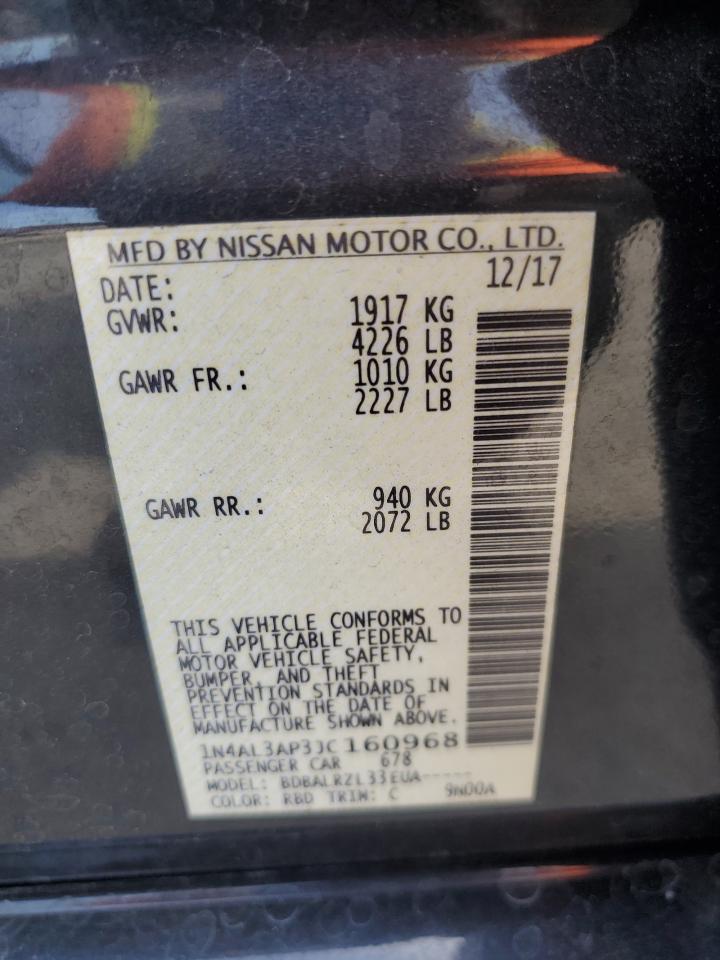 MFD BY NISSAN MOTOR CO., LTD.
DATE: 12/17
GVWR: 1917 KG
4226 LB
GAWR FR.: 1010 KG
2227 LB
GAWR RR.: 940 KG
2072 LB
THIS VEHICLE CONFORMS TO
ALL APPLICABLE FEDERAL
MOTOR VEHICLE SAFETY,
BUMPER, AND THEFT
PREVENTION STANDARDS IN
EFFECT ON THE DATE OF
MANUFACTURE SHOWN ABOVE.
1N4AL3AP3JC160968
PASSENGER CAR 678
MODEL: BDBALRZL33EUA-----
COLOR: RBD TRIM: C 9N00A